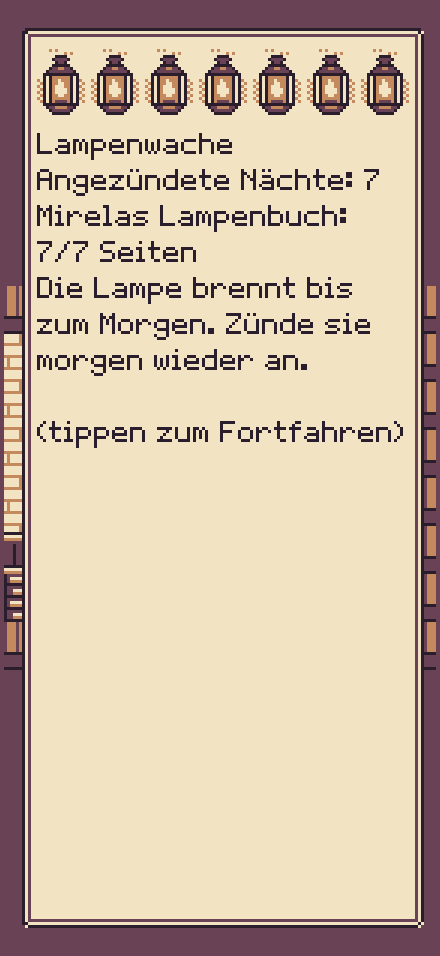 Lampenwache
Angezündete Nächte: 7
Mirelas Lampenbuch:
7/7 Seiten
Die Lampe brennt bis
zum Morgen. Zünde sie
morgen wieder an.
(tippen zum Fortfahren)